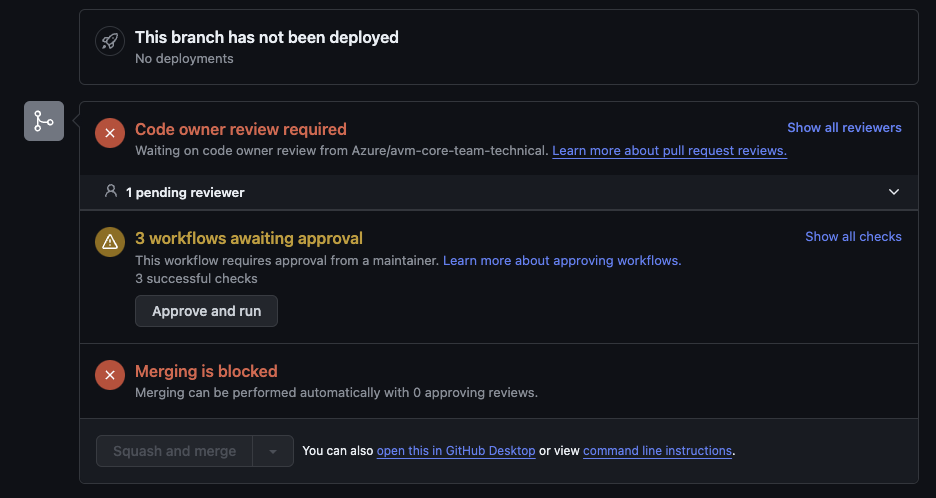 This branch has not been deployed
No deployments
Code owner review required
Show all reviewers
Waiting on code owner review from Azure/avm-core-team-technical. Learn more about pull request reviews.
1 pending reviewer
3 workflows awaiting approval
Show all checks
This workflow requires approval from a maintainer. Learn more about approving workflows.
3 successful checks
Approve and run
Merging is blocked
Merging can be performed automatically with 0 approving reviews.
Squash and merge
You can also open this in GitHub Desktop or view command line instructions.